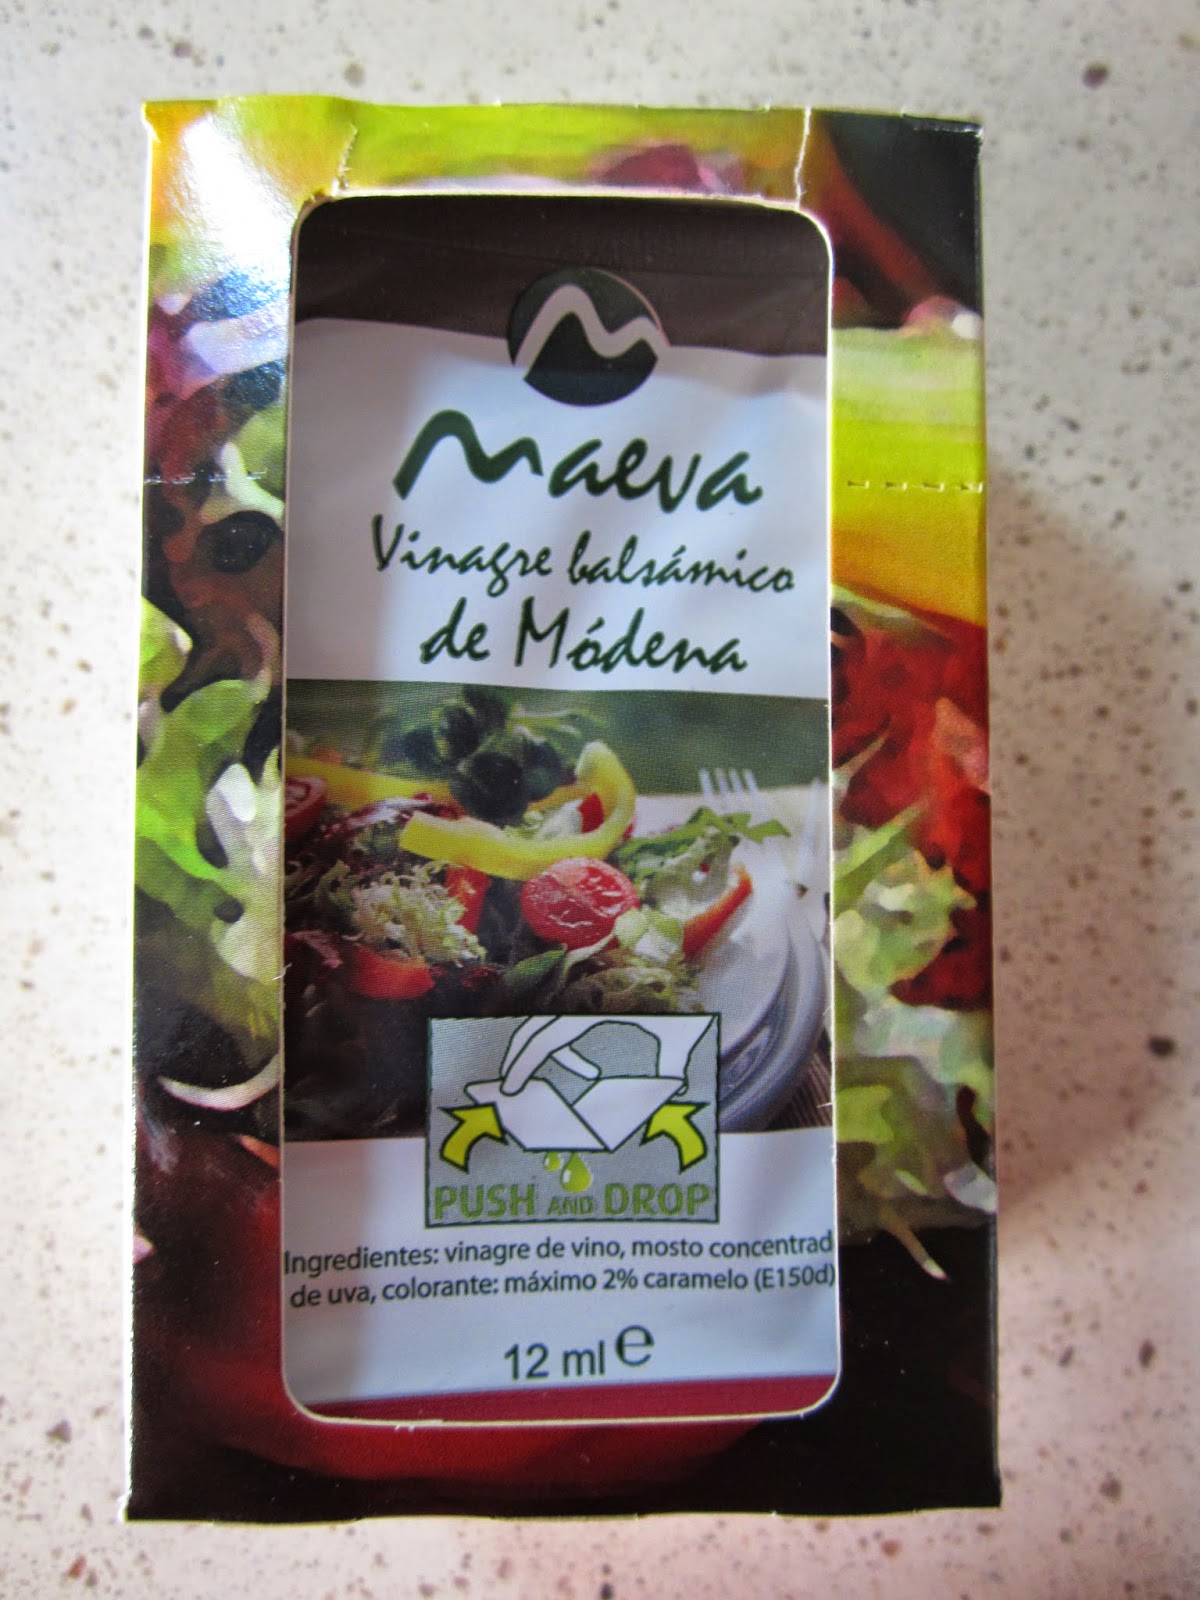 Maeva
Vinagre balsámico
de Módena
PUSH AND DROP
Ingredientes: vinagre de vino, mosto concentrad
de uva, colorante: máximo 2% caramelo (E150d)
12 ml e